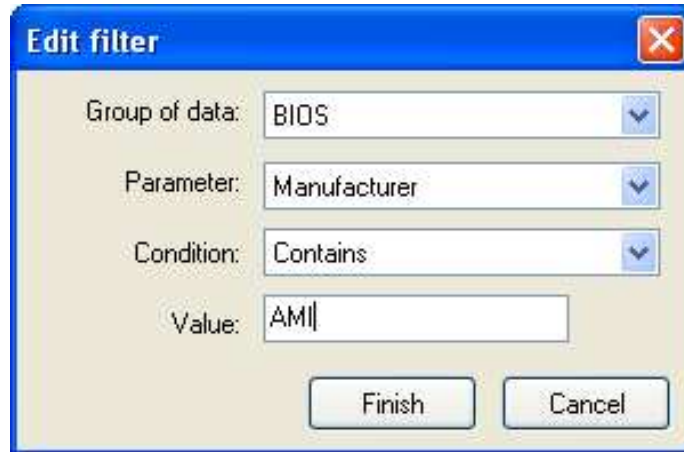 Edit filter
Group of data: BIOS
Parameter: Manufacturer
Condition: Contains
Value: AMI
Finish Cancel